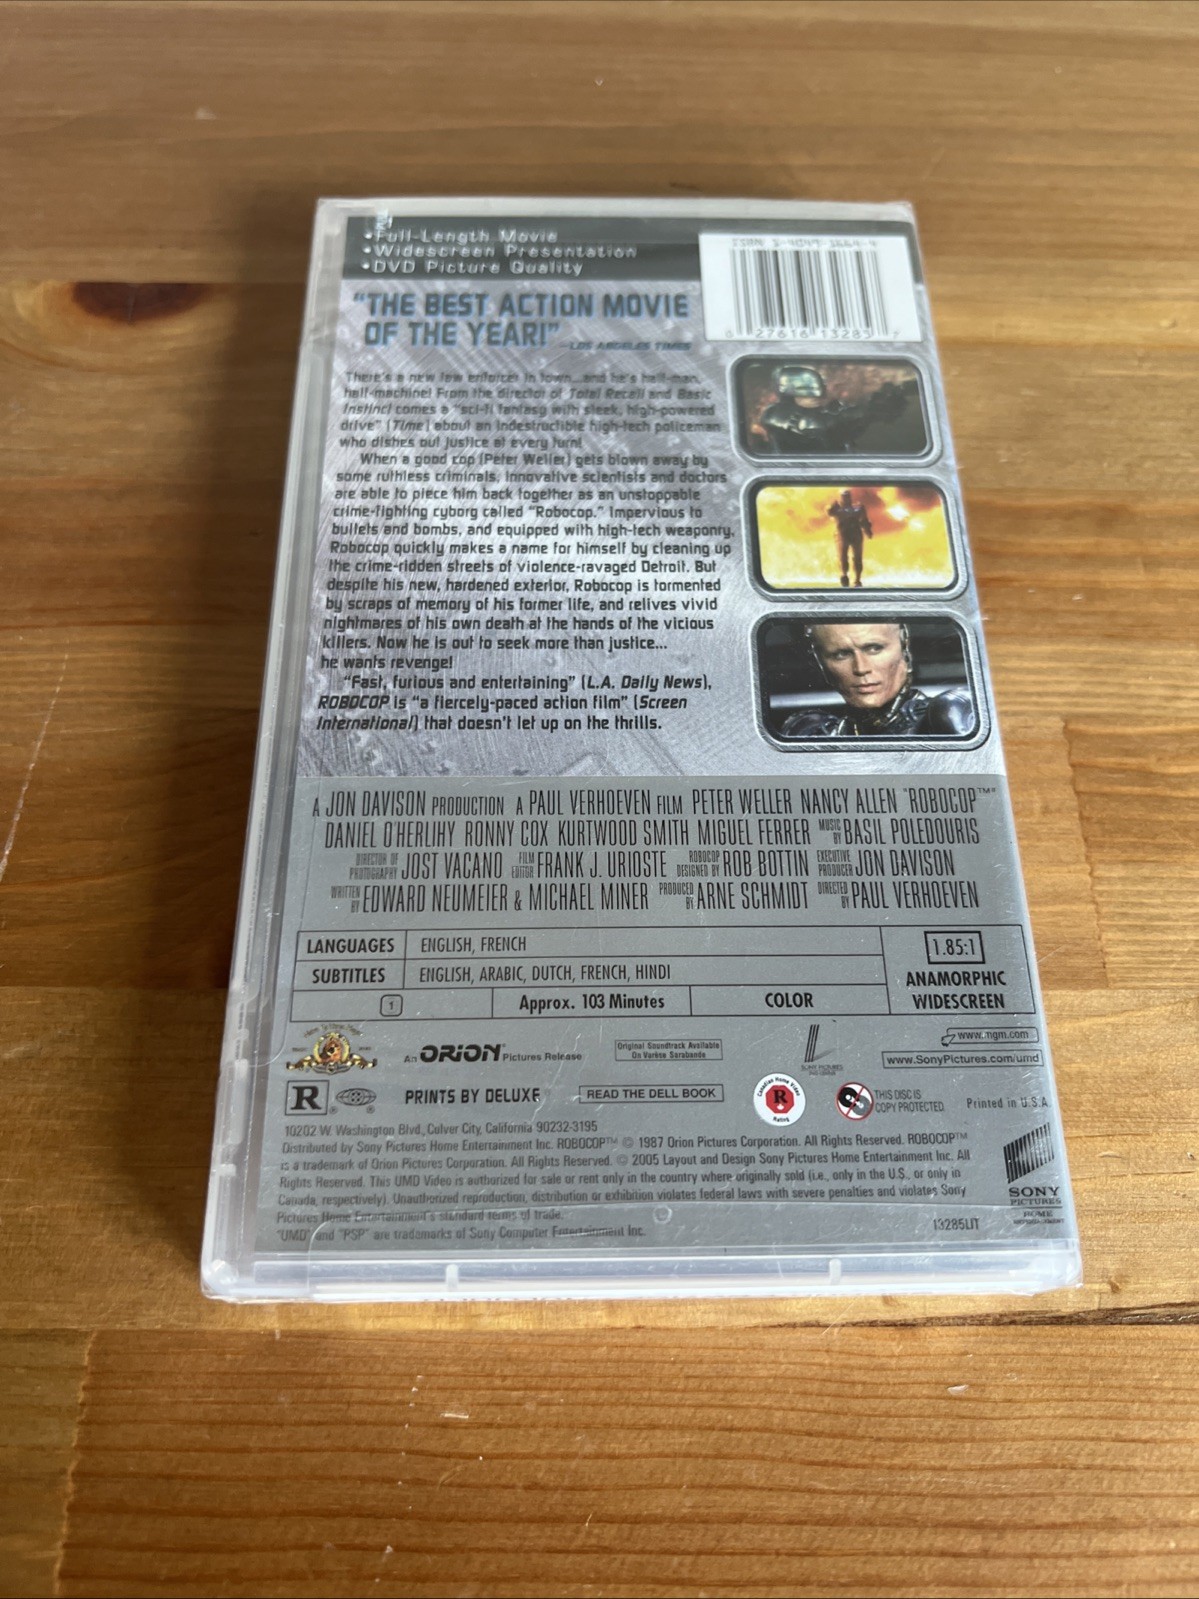 •Full-Length Movie
•Widescreen Presentation
•DVD Picture Quality
"THE BEST ACTION MOVIE
OF THE YEAR!" —LOS ANGELES TIMES
There's a new law enforcer in town...and he's half-man,
half-machine! From the director of Total Recall and Basic
Instinct comes a "sci-fi fantasy with sleek, high-powered
drive" (Time) about an indestructible high-tech policeman
who dishes out justice at every turn!
When a good cop (Peter Weller) gets blown away by
some ruthless criminals, innovative scientists and doctors
are able to piece him back together as an unstoppable
crime-fighting cyborg called "Robocop." Impervious to
bullets and bombs, and equipped with high-tech weaponry,
Robocop quickly makes a name for himself by cleaning up
the crime-ridden streets of violence-ravaged Detroit. But
despite his new, hardened exterior, Robocop is tormented
by scraps of memory of his former life, and relives vivid
nightmares of his own death at the hands of the vicious
killers. Now he is out to seek more than justice...
he wants revenge!
"Fast, furious and entertaining" (L.A. Daily News),
ROBOCOP is "a fiercely-paced action film" (Screen
International) that doesn't let up on the thrills.
A JON DAVISON PRODUCTION A PAUL VERHOEVEN FILM PETER WELLER NANCY ALLEN "ROBOCOP"™
DANIEL O'HERLIHY RONNY COX KURTWOOD SMITH MIGUEL FERRER MUSIC BY BASIL POLEDOURIS
DIRECTOR OF PHOTOGRAPHY JOST VACANO FILM EDITOR FRANK J. URIOSTE ROBOCOP DESIGNED BY ROB BOTTIN EXECUTIVE PRODUCER JON DAVISON
WRITTEN BY EDWARD NEUMEIER & MICHAEL MINER PRODUCED BY ARNE SCHMIDT DIRECTED BY PAUL VERHOEVEN
LANGUAGES ENGLISH, FRENCH
SUBTITLES ENGLISH, ARABIC, DUTCH, FRENCH, HINDI
1 Approx. 103 Minutes COLOR
1.85:1
ANAMORPHIC
WIDESCREEN
An ORION Pictures Release
Original Soundtrack Available
On Varèse Sarabande
SONY PICTURES
www.mgm.com
www.SonyPictures.com/umd
R PRINTS BY DELUXE READ THE DELL BOOK
Canadian Home Video
R
Rating
THIS DISC IS
COPY PROTECTED.
Printed in U.S.A.
10202 W. Washington Blvd., Culver City, California 90232-3195
Distributed by Sony Pictures Home Entertainment Inc. ROBOCOP™ © 1987 Orion Pictures Corporation. All Rights Reserved. ROBOCOP™
is a trademark of Orion Pictures Corporation. All Rights Reserved. © 2005 Layout and Design Sony Pictures Home Entertainment Inc. All
Rights Reserved. This UMD Video is authorized for sale or rent only in the country where originally sold (i.e., only in the U.S., or only in
Canada, respectively). Unauthorized reproduction, distribution or exhibition violates federal laws with severe penalties and violates Sony
Pictures Home Entertainment's standard terms of trade.
"UMD" and "PSP" are trademarks of Sony Computer Entertainment Inc.
13285LIT
SONY
PICTURES
HOME
ENTERTAINMENT